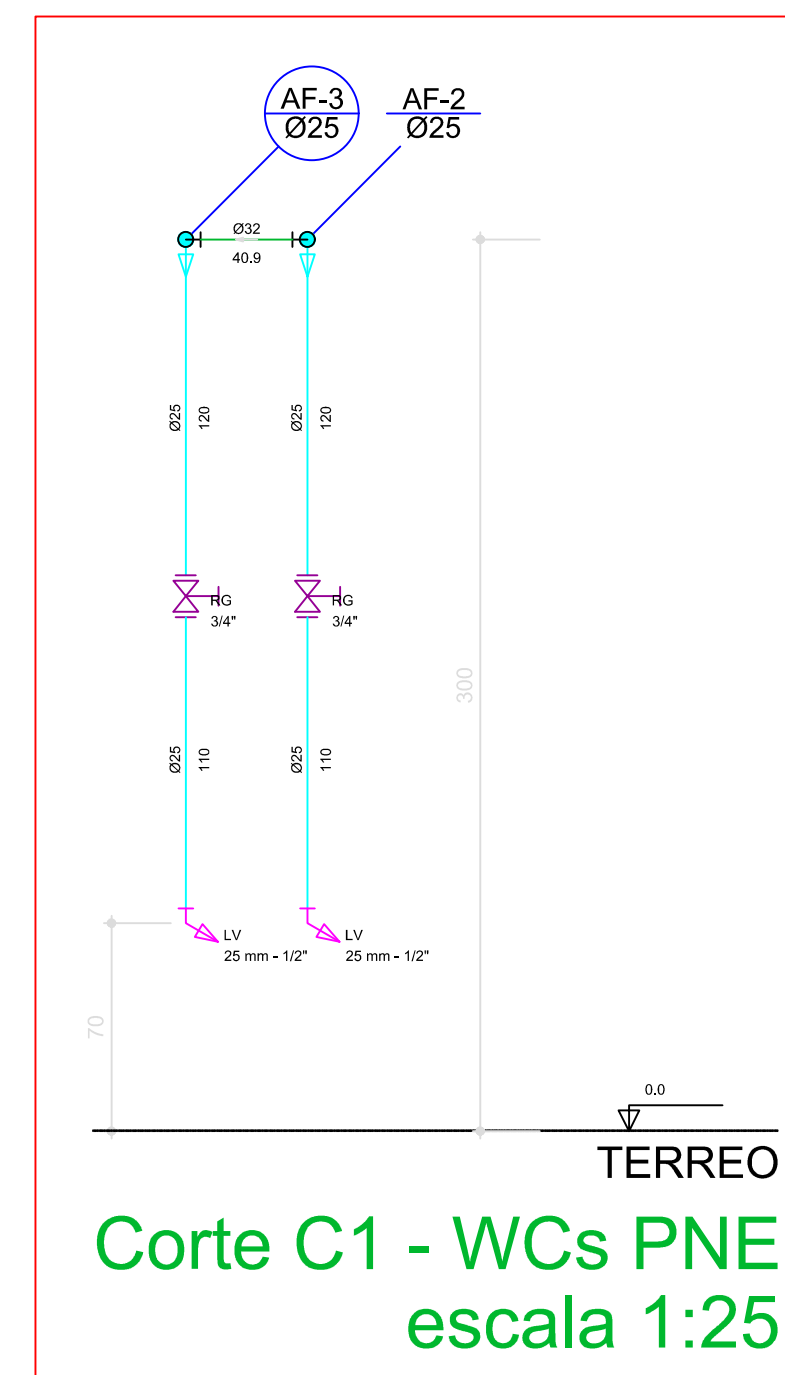 AF-3
Ø25
AF-2
Ø25
Ø32
40.9
Ø25
120
Ø25
120
RG
3/4"
RG
3/4"
300
Ø25
110
Ø25
110
LV
25 mm - 1/2"
LV
25 mm - 1/2"
70
0.0
TERREO
Corte C1 - WCs PNE
escala 1:25